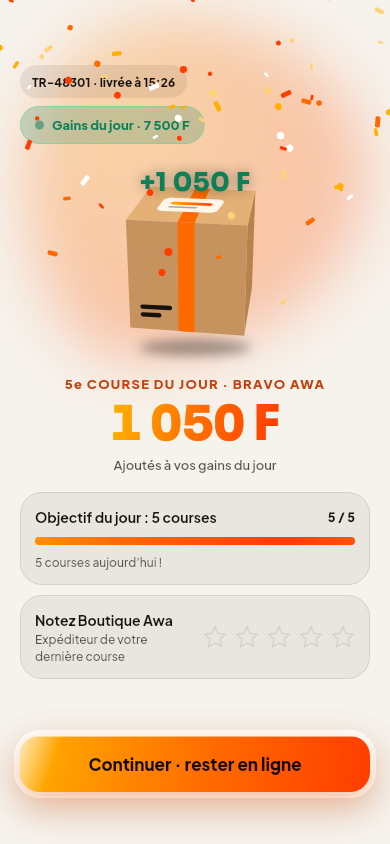 TR-48301 · livrée à 15:26
Gains du jour · 7 500 F
+1 050 F
5e COURSE DU JOUR · BRAVO AWA
1 050 F
Ajoutés à vos gains du jour
Objectif du jour : 5 courses
5 / 5
5 courses aujourd’hui !
Notez Boutique Awa
Expéditeur de votre
dernière course
Continuer · rester en ligne